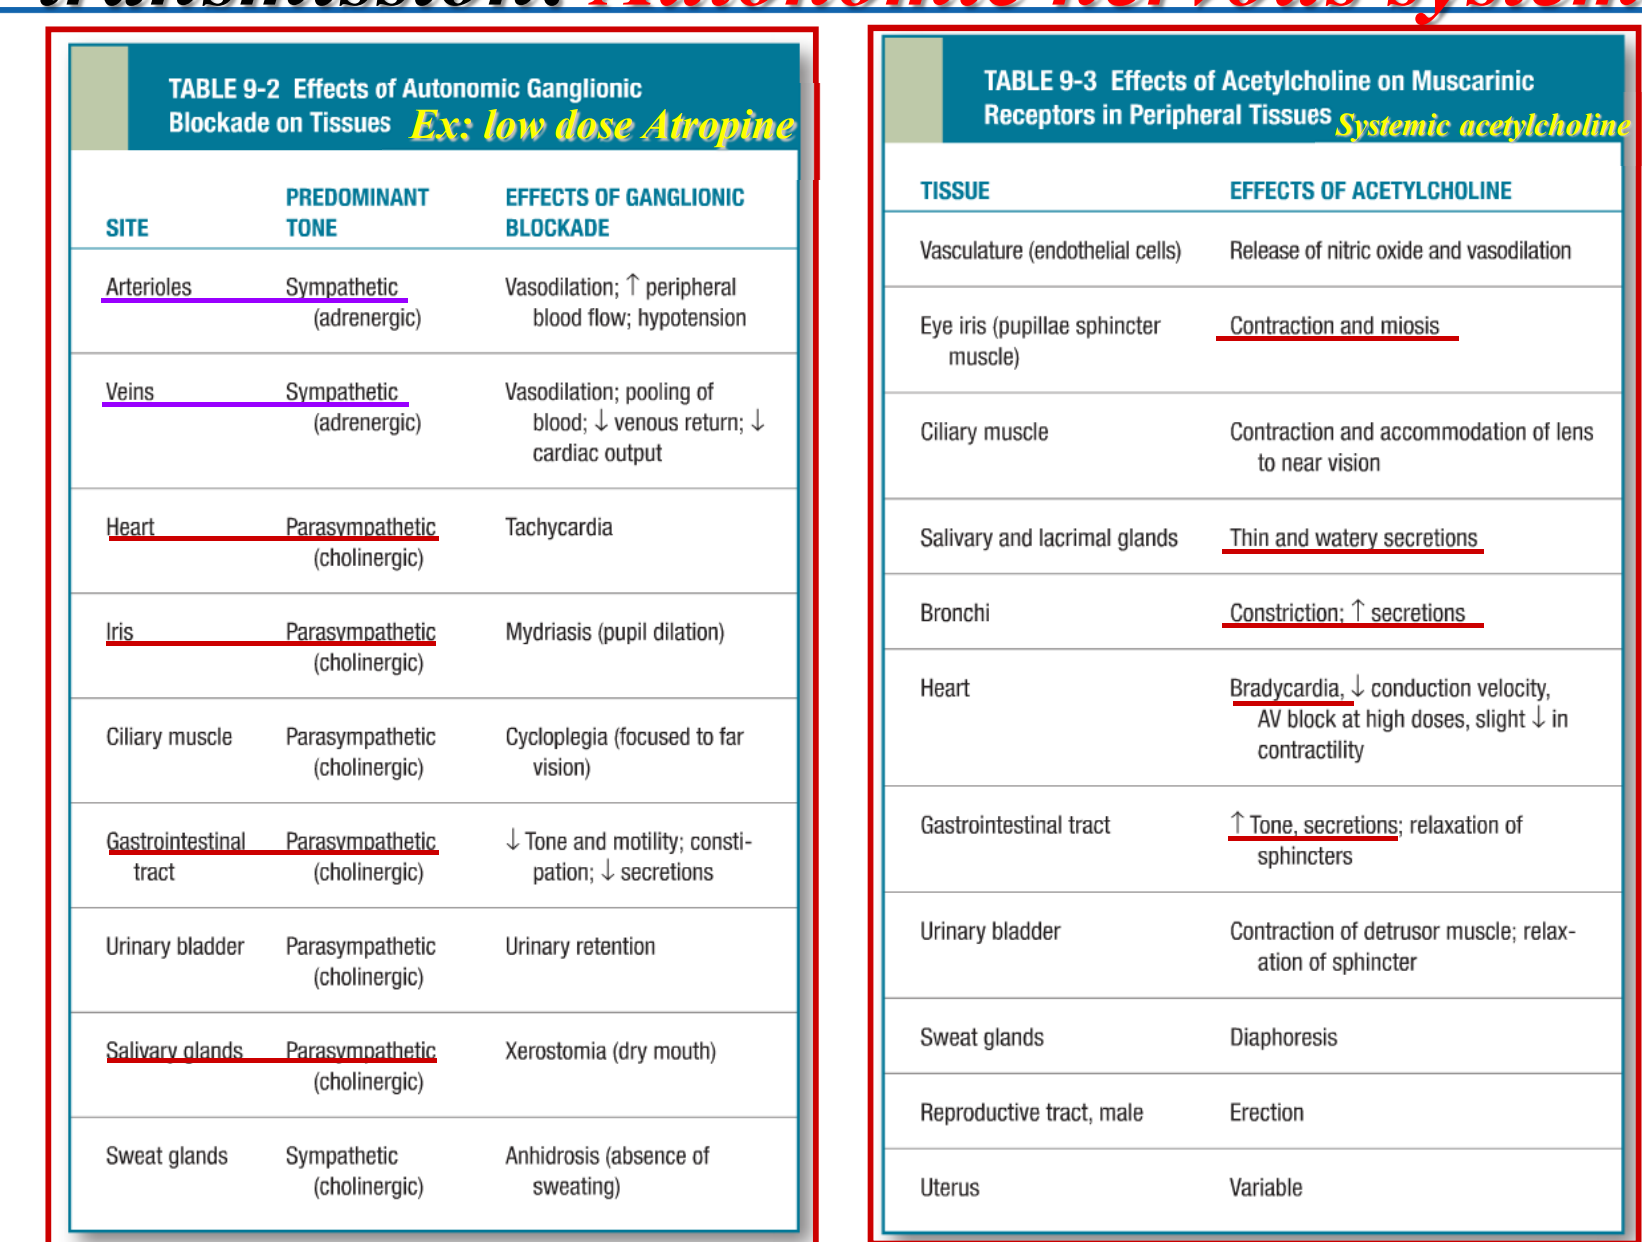 transmission: Autonomic nervous system
TABLE 9-2 Effects of Autonomic Ganglionic
Blockade on Tissues Ex: low dose Atropine
SITE PREDOMINANT TONE EFFECTS OF GANGLIONIC BLOCKADE
Arterioles Sympathetic Vasodilation; ↑ peripheral
(adrenergic) blood flow; hypotension
Veins Sympathetic Vasodilation; pooling of
(adrenergic) blood; ↓ venous return; ↓
cardiac output
Heart Parasympathetic Tachycardia
(cholinergic)
Iris Parasympathetic Mydriasis (pupil dilation)
(cholinergic)
Ciliary muscle Parasympathetic Cycloplegia (focused to far
(cholinergic) vision)
Gastrointestinal Parasympathetic ↓ Tone and motility; consti-
tract (cholinergic) pation; ↓ secretions
Urinary bladder Parasympathetic Urinary retention
(cholinergic)
Salivary glands Parasympathetic Xerostomia (dry mouth)
(cholinergic)
Sweat glands Sympathetic Anhidrosis (absence of
(cholinergic) sweating)
TABLE 9-3 Effects of Acetylcholine on Muscarinic
Receptors in Peripheral Tissues Systemic acetylcholine
TISSUE EFFECTS OF ACETYLCHOLINE
Vasculature (endothelial cells) Release of nitric oxide and vasodilation
Eye iris (pupillae sphincter Contraction and miosis
muscle)
Ciliary muscle Contraction and accommodation of lens
to near vision
Salivary and lacrimal glands Thin and watery secretions
Bronchi Constriction; ↑ secretions
Heart Bradycardia, ↓ conduction velocity,
AV block at high doses, slight ↓ in
contractility
Gastrointestinal tract ↑ Tone, secretions; relaxation of
sphincters
Urinary bladder Contraction of detrusor muscle; relax-
ation of sphincter
Sweat glands Diaphoresis
Reproductive tract, male Erection
Uterus Variable